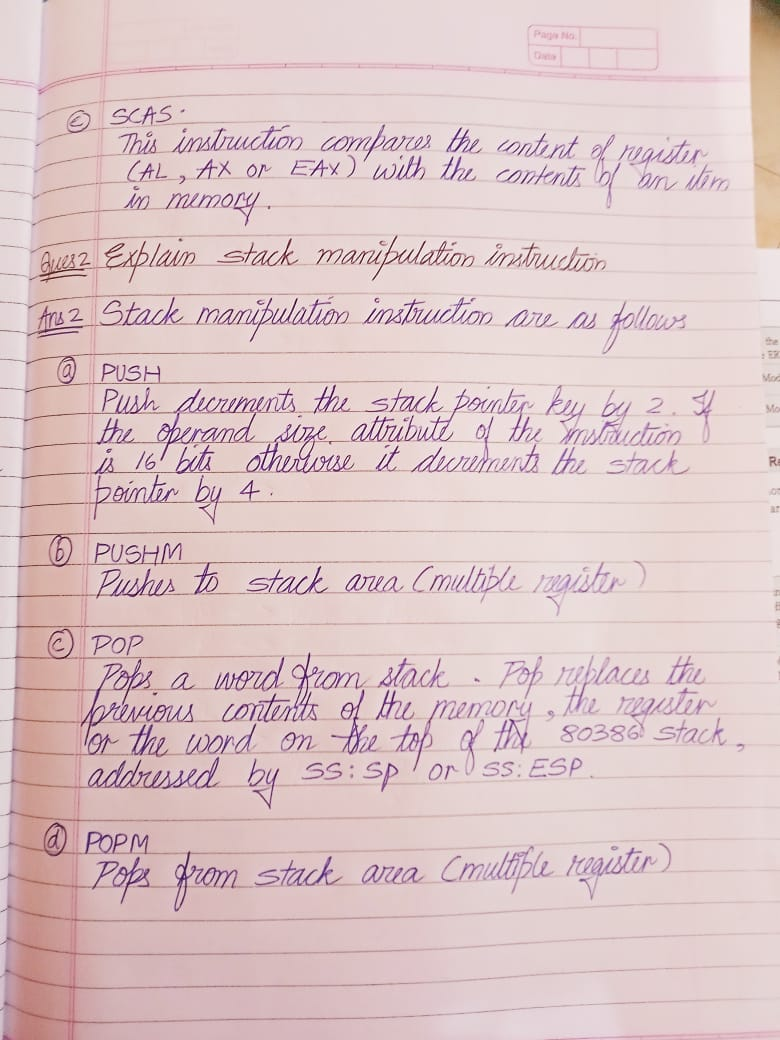 Page No.
Date
(c) SCAS.
This instruction compares the content of register
(AL, AX or EAX) with the contents of an item
in memory.
Ques2 Explain stack manipulation instruction
Ans2 Stack manipulation instruction are as follows
(a) PUSH
Push decrements the stack pointer key by 2. If
the operand size attribute of the instruction
is 16 bits otherwise it decrements the stack
pointer by 4.
(b) PUSHM
Pushes to stack area (multiple register)
(c) POP
Pops a word from stack. Pop replaces the
previous contents of the memory, the register
or the word on the top of the 80386 stack,
addressed by SS:SP or SS:ESP.
(d) POPM
Pops from stack area (multiple register)